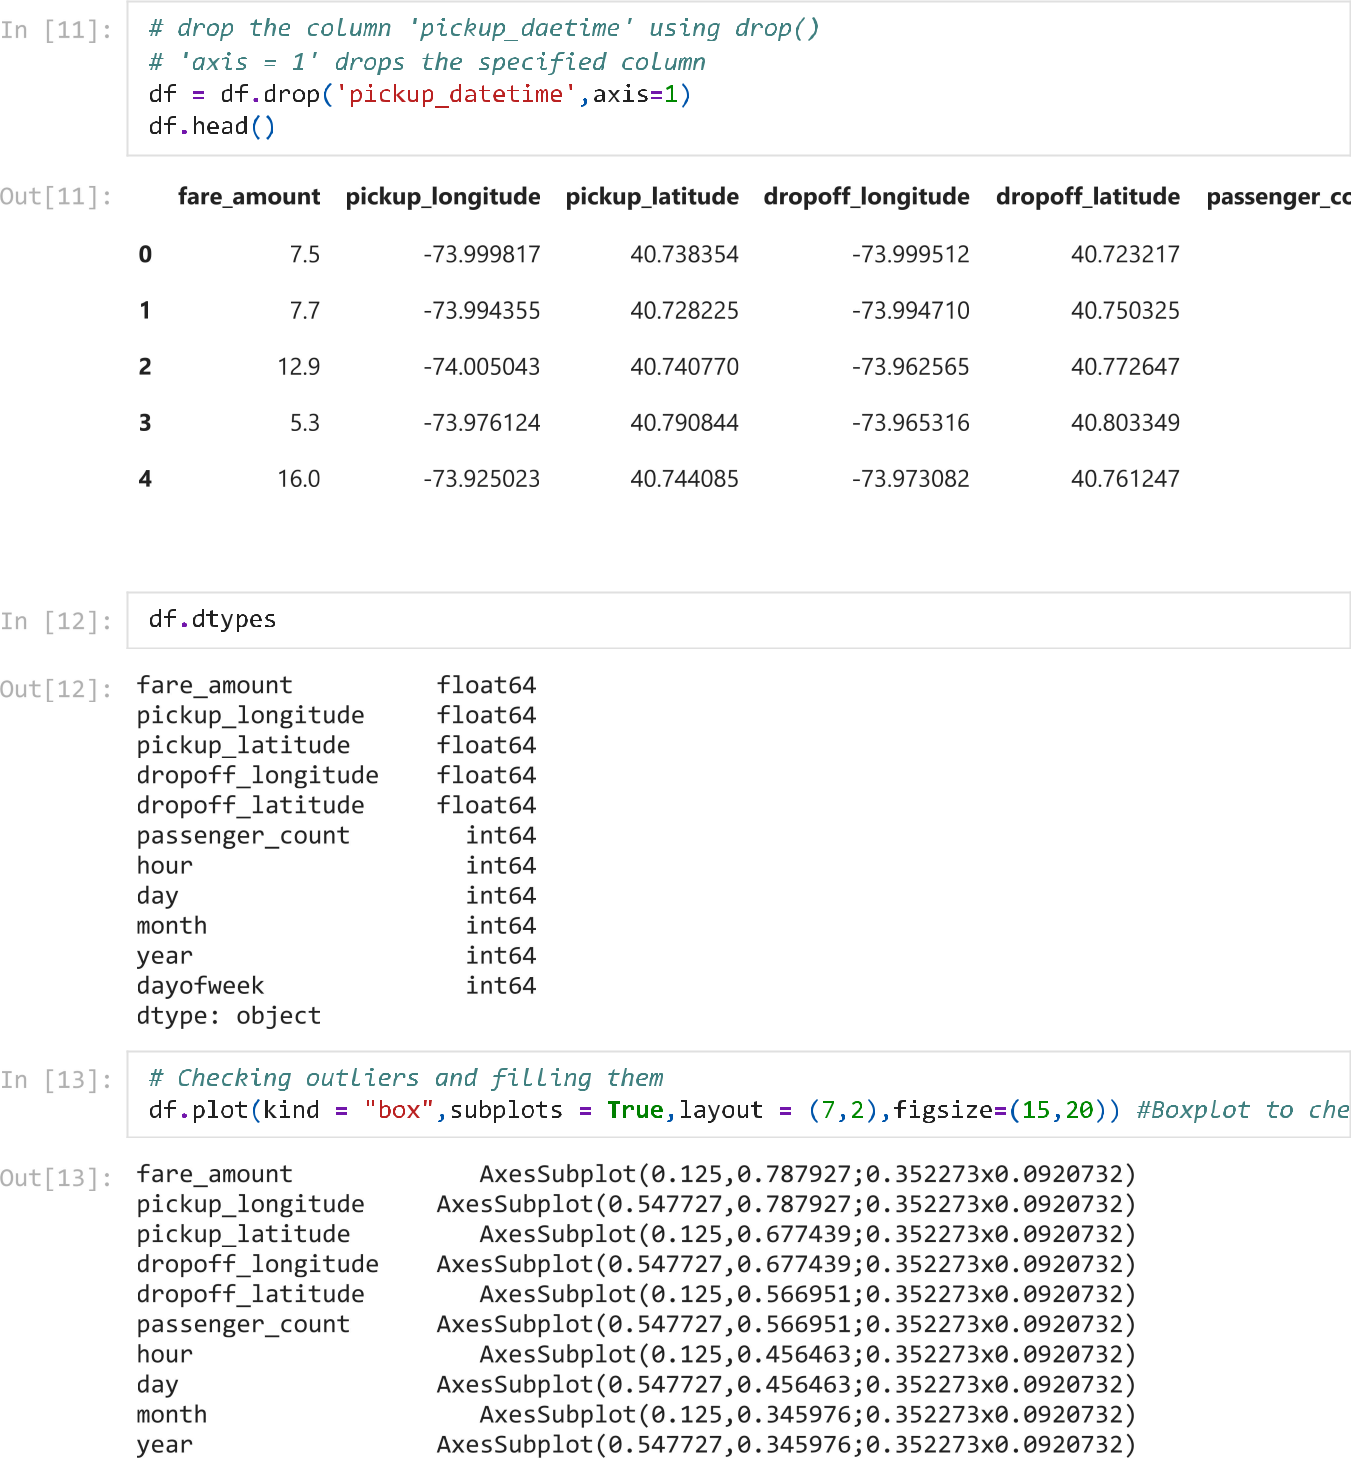 In [11]: # drop the column 'pickup_daetime' using drop()
# 'axis = 1' drops the specified column
df = df.drop('pickup_datetime',axis=1)
df.head()
Out[11]: fare_amount pickup_longitude pickup_latitude dropoff_longitude dropoff_latitude passenger_co
0 7.5 -73.999817 40.738354 -73.999512 40.723217
1 7.7 -73.994355 40.728225 -73.994710 40.750325
2 12.9 -74.005043 40.740770 -73.962565 40.772647
3 5.3 -73.976124 40.790844 -73.965316 40.803349
4 16.0 -73.925023 40.744085 -73.973082 40.761247
In [12]: df.dtypes
Out[12]: fare_amount float64
pickup_longitude float64
pickup_latitude float64
dropoff_longitude float64
dropoff_latitude float64
passenger_count int64
hour int64
day int64
month int64
year int64
dayofweek int64
dtype: object
In [13]: # Checking outliers and filling them
df.plot(kind = "box",subplots = True,layout = (7,2),figsize=(15,20)) #Boxplot to che
Out[13]: fare_amount AxesSubplot(0.125,0.787927;0.352273x0.0920732)
pickup_longitude AxesSubplot(0.547727,0.787927;0.352273x0.0920732)
pickup_latitude AxesSubplot(0.125,0.677439;0.352273x0.0920732)
dropoff_longitude AxesSubplot(0.547727,0.677439;0.352273x0.0920732)
dropoff_latitude AxesSubplot(0.125,0.566951;0.352273x0.0920732)
passenger_count AxesSubplot(0.547727,0.566951;0.352273x0.0920732)
hour AxesSubplot(0.125,0.456463;0.352273x0.0920732)
day AxesSubplot(0.547727,0.456463;0.352273x0.0920732)
month AxesSubplot(0.125,0.345976;0.352273x0.0920732)
year AxesSubplot(0.547727,0.345976;0.352273x0.0920732)